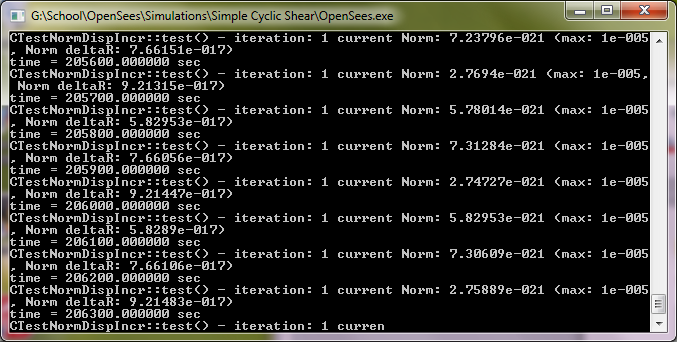 G:\School\OpenSees\Simulations\Simple Cyclic Shear\OpenSees.exe
CTestNormDispIncr::test() - iteration: 1 current Norm: 7.23796e-021 (max: 1e-005
, Norm deltaR: 7.66151e-017)
time = 205600.000000 sec
CTestNormDispIncr::test() - iteration: 1 current Norm: 2.7694e-021 (max: 1e-005,
 Norm deltaR: 9.21315e-017)
time = 205700.000000 sec
CTestNormDispIncr::test() - iteration: 1 current Norm: 5.78014e-021 (max: 1e-005
, Norm deltaR: 5.82953e-017)
time = 205800.000000 sec
CTestNormDispIncr::test() - iteration: 1 current Norm: 7.31284e-021 (max: 1e-005
, Norm deltaR: 7.66056e-017)
time = 205900.000000 sec
CTestNormDispIncr::test() - iteration: 1 current Norm: 2.74727e-021 (max: 1e-005
, Norm deltaR: 9.21447e-017)
time = 206000.000000 sec
CTestNormDispIncr::test() - iteration: 1 current Norm: 5.82953e-021 (max: 1e-005
, Norm deltaR: 5.8289e-017)
time = 206100.000000 sec
CTestNormDispIncr::test() - iteration: 1 current Norm: 7.30609e-021 (max: 1e-005
, Norm deltaR: 7.66106e-017)
time = 206200.000000 sec
CTestNormDispIncr::test() - iteration: 1 current Norm: 2.75889e-021 (max: 1e-005
, Norm deltaR: 9.21483e-017)
time = 206300.000000 sec
CTestNormDispIncr::test() - iteration: 1 curren